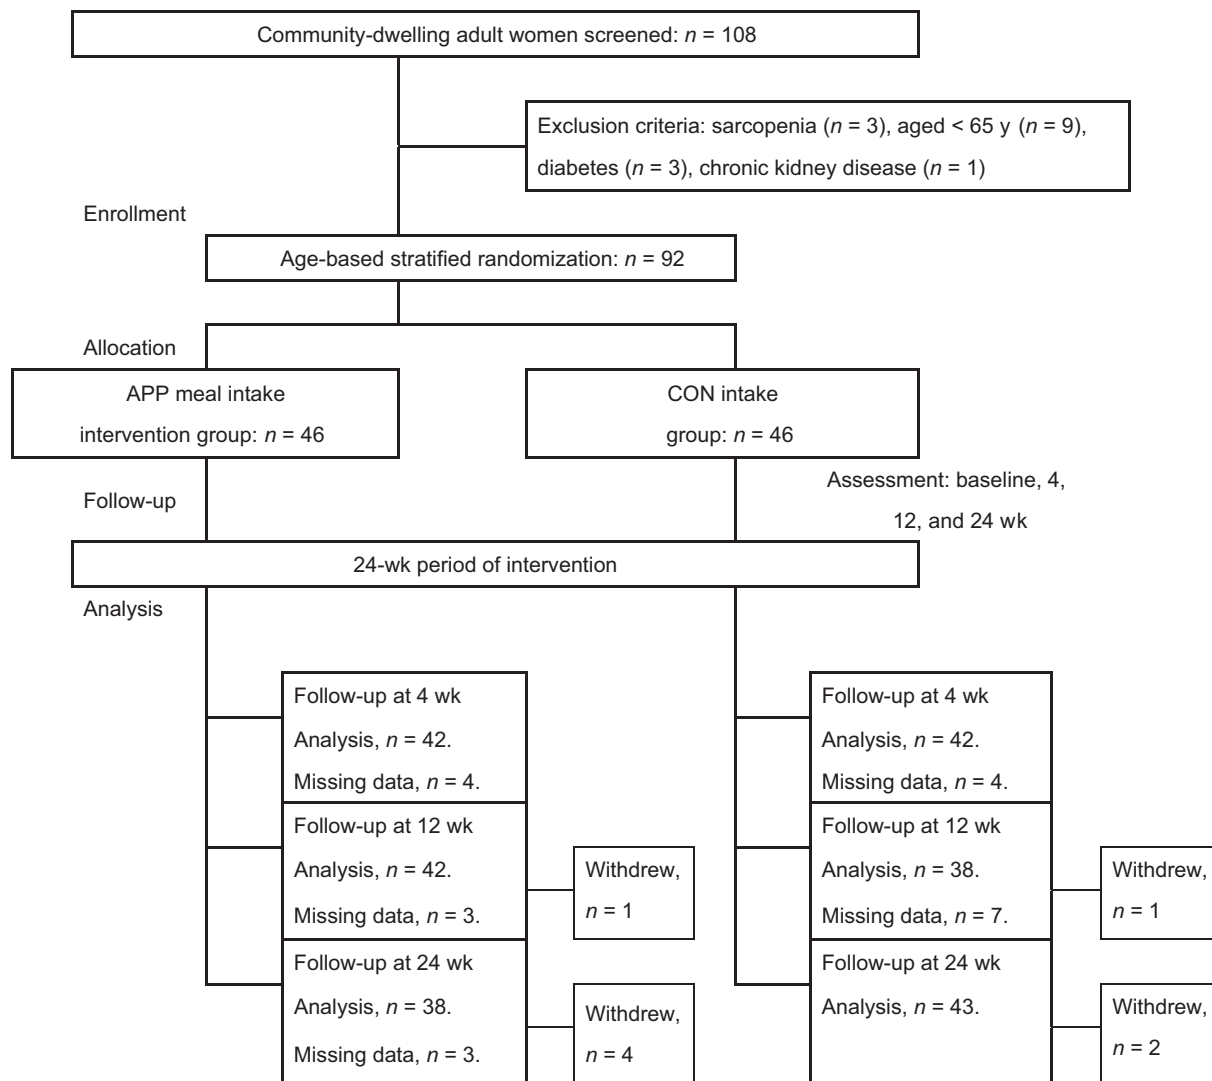 Community-dwelling adult women screened: n = 108
Exclusion criteria: sarcopenia (n = 3), aged < 65 y (n = 9),
diabetes (n = 3), chronic kidney disease (n = 1)
Enrollment
Age-based stratified randomization: n = 92
Allocation
APP meal intake
intervention group: n = 46
CON intake
group: n = 46
Follow-up
Assessment: baseline, 4,
12, and 24 wk
24-wk period of intervention
Analysis
Follow-up at 4 wk
Analysis, n = 42.
Missing data, n = 4.
Follow-up at 12 wk
Analysis, n = 42.
Missing data, n = 3.
Withdrew,
n = 1
Follow-up at 24 wk
Analysis, n = 38.
Missing data, n = 3.
Withdrew,
n = 4
Follow-up at 4 wk
Analysis, n = 42.
Missing data, n = 4.
Follow-up at 12 wk
Analysis, n = 38.
Missing data, n = 7.
Withdrew,
n = 1
Follow-up at 24 wk
Analysis, n = 43.
Withdrew,
n = 2